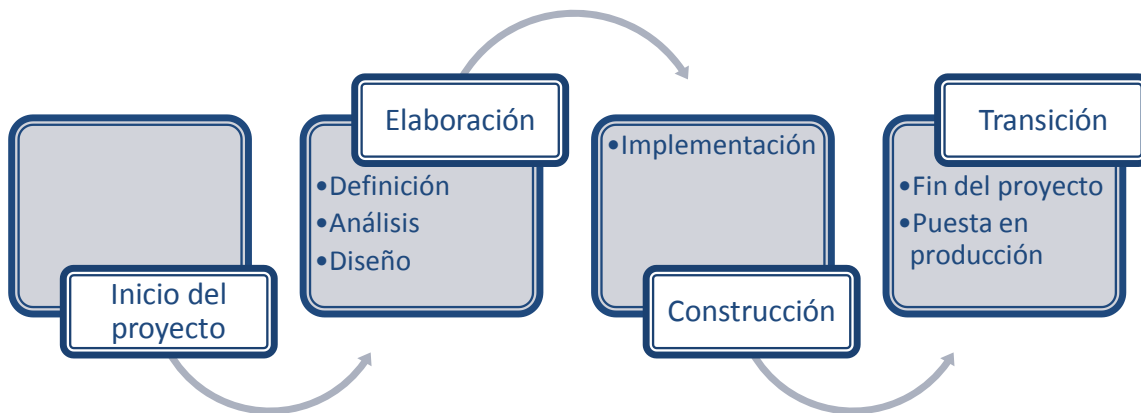 Inicio del
proyecto
Elaboración
•Definición
•Análisis
•Diseño
•Implementación
Construcción
Transición
•Fin del proyecto
•Puesta en
producción